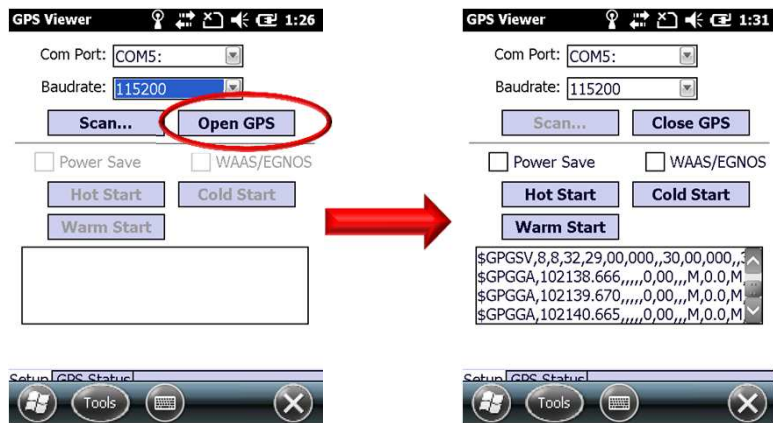 GPS Viewer 1:26
Com Port: COM5:
Baudrate: 115200
Scan... Open GPS
Power Save WAAS/EGNOS
Hot Start Cold Start
Warm Start
Setup GPS Status
Tools
GPS Viewer 1:31
Com Port: COM5:
Baudrate: 115200
Scan... Close GPS
Power Save WAAS/EGNOS
Hot Start Cold Start
Warm Start
$GPGSV,8,8,32,29,00,000,,30,00,000,,3
$GPGGA,102138.666,,,,,0,00,,,M,0.0,M,
$GPGGA,102139.670,,,,,0,00,,,M,0.0,M,
$GPGGA,102140.665,,,,,0,00,,,M,0.0,M,
Setup GPS Status
Tools